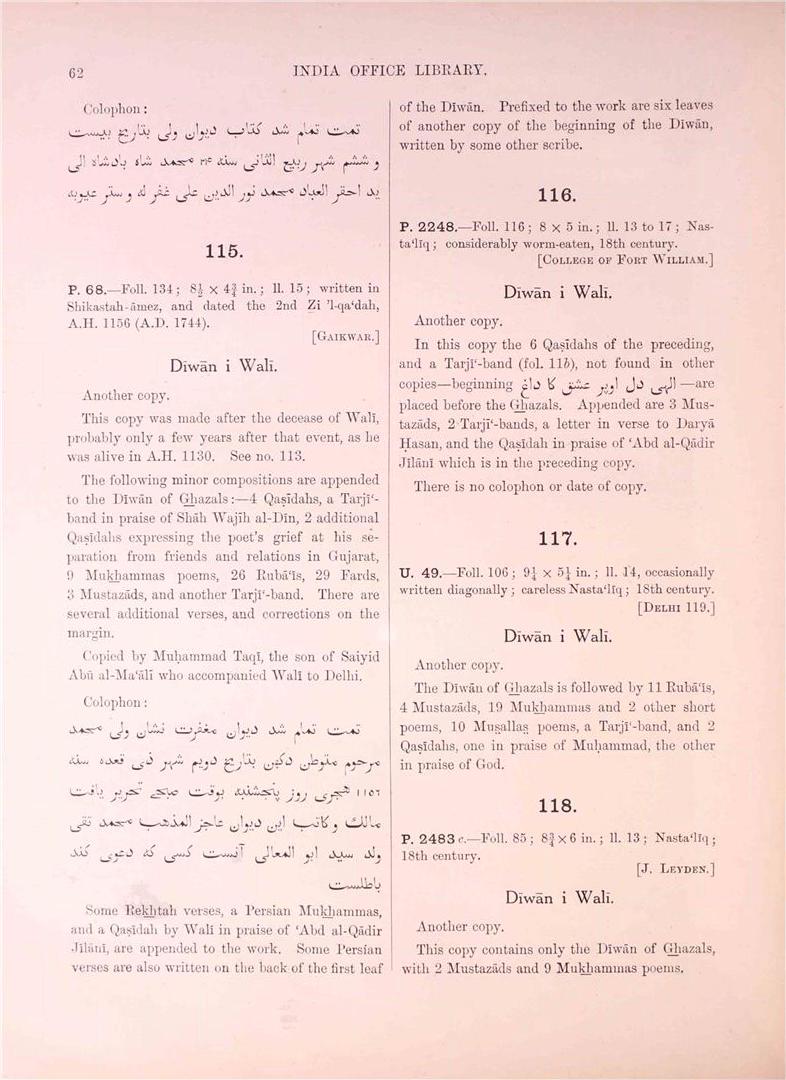 62
INDIA OFFICE LIBRARY.
Colophon :
تمت تمام شد کتاب دیوان ولی بتاریخ بیست
و ششم شهر ربیع الثانی سنه ۲۴ محمد شاه بادشاه الی
ید احقر العباد محمد نور الدین علی غفر له و ستر عیوبه
115.
P. 68.—Foll. 134 ; 8½ × 4¾ in. ; ll. 15 ; written in
Shikastah-āmez, and dated the 2nd Zi ’l-qa‘dah,
A.H. 1156 (A.D. 1744).
[GAIKWAR.]
Dīwān i Walī.
Another copy.
This copy was made after the decease of Walī,
probably only a few years after that event, as he
was alive in A.H. 1130. See no. 113.
The following minor compositions are appended
to the Dīwān of Ghazals :—4 Qaṣīdahs, a Tarjī‘-
band in praise of Shāh Wajīh al-Dīn, 2 additional
Qaṣīdahs expressing the poet’s grief at his se-
paration from friends and relations in Gujarat,
9 Mukhammas poems, 26 Rubā‘īs, 29 Fards,
3 Mustazāds, and another Tarjī‘-band. There are
several additional verses, and corrections on the
margin.
Copied by Muḥammad Taqī, the son of Saiyid
Abū al-Ma‘ālī who accompanied Walī to Delhi.
Colophon :
تمت تمام شد دیوان مغفرت نشان ولی محمد
مرحوم متوطن دکهن بتاریخ دویم شهر ذی قعده سنه
۱۱۵۶ هجری روز پنجشنبه بوقت صبح تحریر یافت
مالک و کاتب این دیوان عاجز المذهب محمد تقی
ولد سید ابو المعالی آنست کسی که دعوی کند
باطلست
Some Rekhtah verses, a Persian Mukhammas,
and a Qaṣīdah by Walī in praise of ‘Abd al-Qādir
Jīlānī, are appended to the work. Some Persian
verses are also written on the back of the first leaf
of the Dīwān. Prefixed to the work are six leaves
of another copy of the beginning of the Dīwān,
written by some other scribe.
116.
P. 2248.—Foll. 116 ; 8 × 5 in. ; ll. 13 to 17 ; Nas-
ta‘līq ; considerably worm-eaten, 18th century.
[COLLEGE OF FORT WILLIAM.]
Dīwān i Walī.
Another copy.
In this copy the 6 Qaṣīdahs of the preceding,
and a Tarjī‘-band (fol. 11b), not found in other
copies—beginning الهی دل اوپر عشق کا داغ—are
placed before the Ghazals. Appended are 3 Mus-
tazāds, 2 Tarjī‘-bands, a letter in verse to Daryā
Ḥasan, and the Qaṣīdah in praise of ‘Abd al-Qādir
Jīlānī which is in the preceding copy.
There is no colophon or date of copy.
117.
U. 49.—Foll. 106 ; 9¼ × 5¼ in. ; ll. 14, occasionally
written diagonally ; careless Nasta‘līq ; 18th century.
[DELHI 119.]
Dīwān i Walī.
Another copy.
The Dīwān of Ghazals is followed by 11 Rubā‘īs,
4 Mustazāds, 19 Mukhammas and 2 other short
poems, 10 Muṣallaṣ poems, a Tarjī‘-band, and 2
Qaṣīdahs, one in praise of Muḥammad, the other
in praise of God.
118.
P. 2483 c.—Foll. 85 ; 8¾ × 6 in. ; ll. 13 ; Nasta‘līq ;
18th century.
[J. LEYDEN.]
Dīwān i Walī.
Another copy.
This copy contains only the Dīwān of Ghazals,
with 2 Mustazāds and 9 Mukhammas poems.